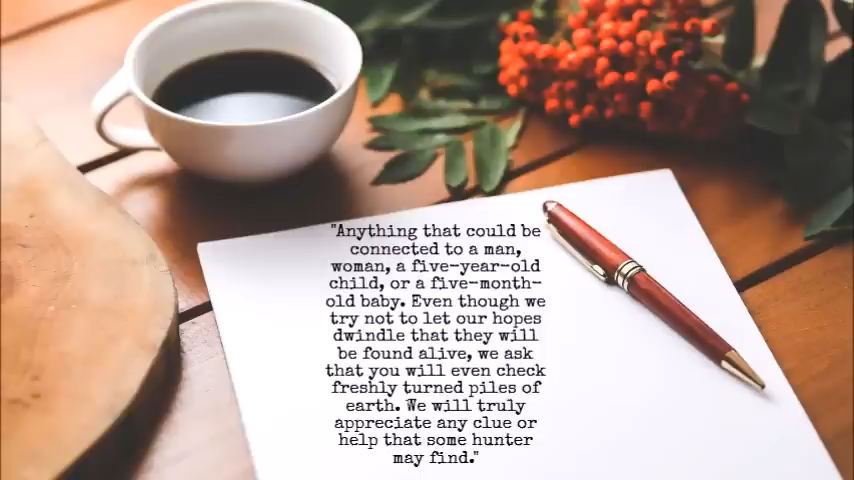 "Anything that could be
connected to a man,
woman, a five-year-old
child, or a five-month-
old baby. Even though we
try not to let our hopes
dwindle that they will
be found alive, we ask
that you will even check
freshly turned piles of
earth. We will truly
appreciate any clue or
help that some hunter
may find."